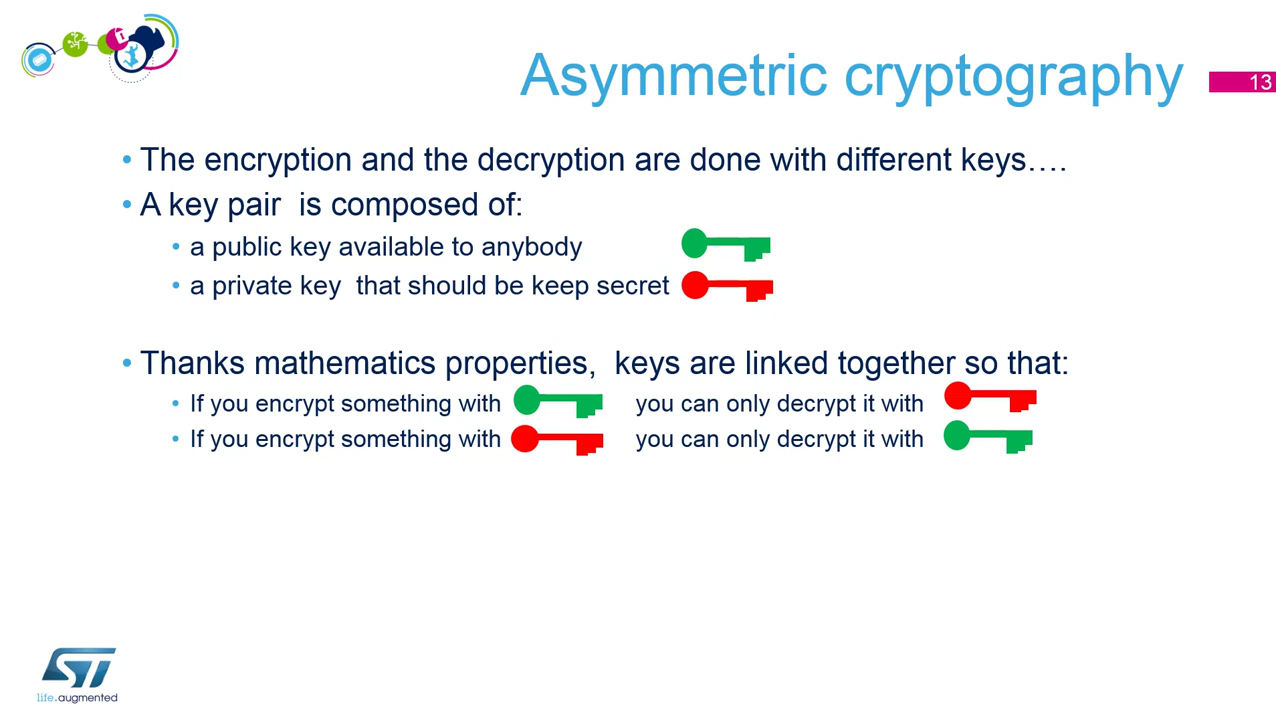 Asymmetric cryptography
13
• The encryption and the decryption are done with different keys….
• A key pair  is composed of:
• a public key available to anybody
• a private key  that should be keep secret
• Thanks mathematics properties,  keys are linked together so that:
• If you encrypt something with you can only decrypt it with
• If you encrypt something with you can only decrypt it with
ST
life.augmented